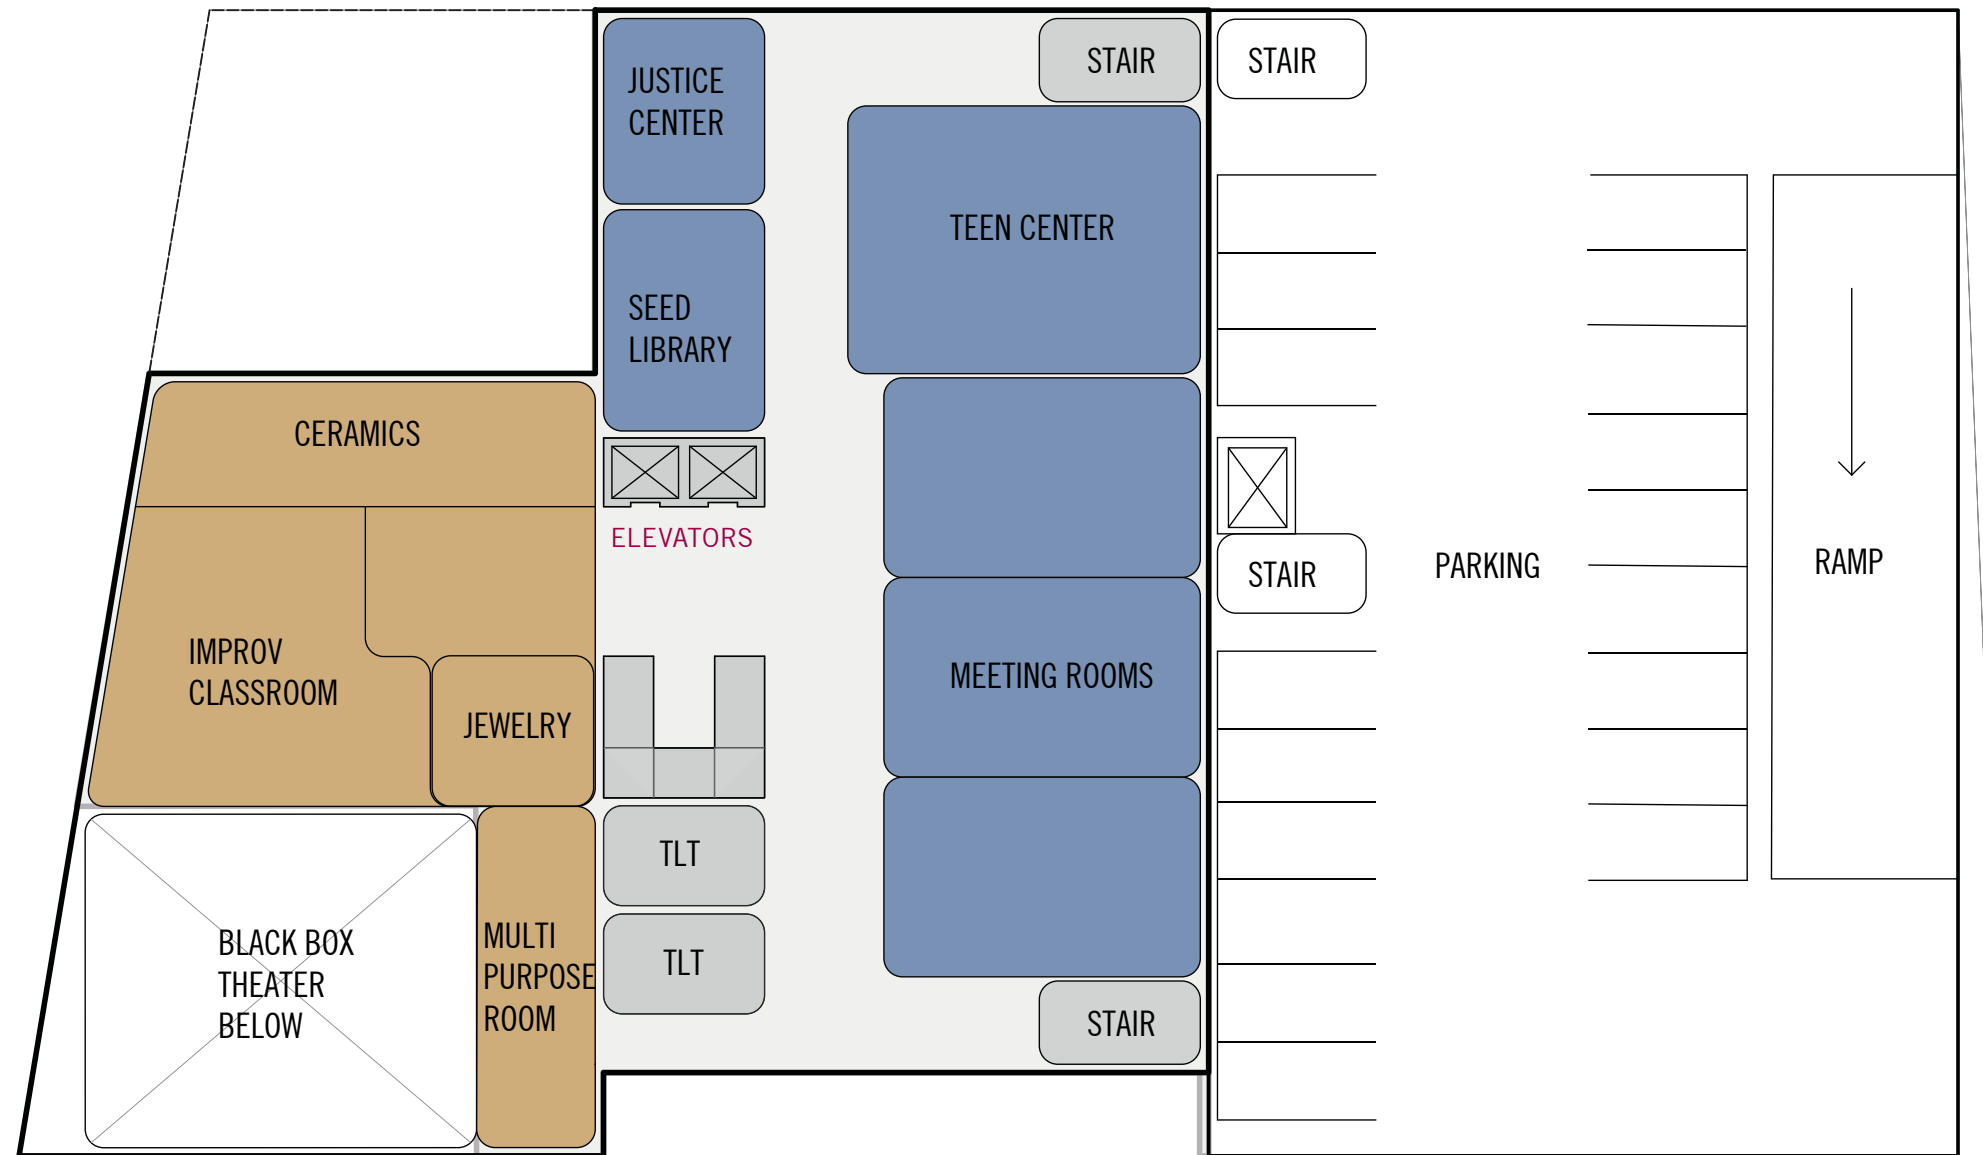 JUSTICE
CENTER
STAIR
STAIR
TEEN CENTER
SEED
LIBRARY
CERAMICS
ELEVATORS
STAIR
PARKING
RAMP
IMPROV
CLASSROOM
MEETING ROOMS
JEWELRY
TLT
BLACK BOX
THEATER
BELOW
MULTI
PURPOSE
ROOM
TLT
STAIR